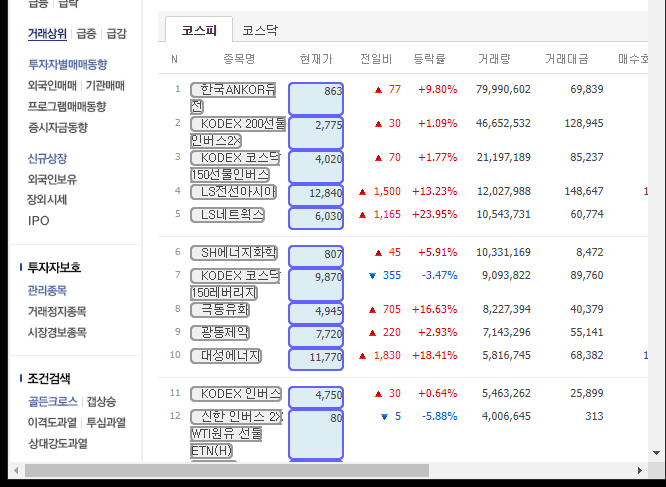 급등 | 급락
거래상위 | 급증 | 급감
투자자별매매동향
외국인매매 | 기관매매
프로그램매매동향
증시자금동향
신규상장
외국인보유
장외시세
IPO
투자자보호
관리종목
거래정지종목
시장경보종목
조건검색
골든크로스 | 갭상승
이격도과열 | 투심과열
상대강도과열
코스피 코스닥
N 종목명 현재가 전일비 등락률 거래량 거래대금 매수호
1 한국ANKOR유전 863 ▲ 77 +9.80% 79,990,602 69,839
2 KODEX 200선물인버스2X 2,775 ▲ 30 +1.09% 46,652,532 128,945
3 KODEX 코스닥150선물인버스 4,020 ▲ 70 +1.77% 21,197,189 85,237
4 LS전선아시아 12,840 ▲ 1,500 +13.23% 12,027,988 148,647 1
5 LS네트웍스 6,030 ▲ 1,165 +23.95% 10,543,731 60,774
6 SH에너지화학 807 ▲ 45 +5.91% 10,331,169 8,472
7 KODEX 코스닥150레버리지 9,870 ▼ 355 -3.47% 9,093,822 89,760
8 극동유화 4,945 ▲ 705 +16.63% 8,227,394 40,379
9 광동제약 7,720 ▲ 220 +2.93% 7,143,296 55,141
10 대성에너지 11,770 ▲ 1,830 +18.41% 5,816,745 68,382 1
11 KODEX 인버스 4,750 ▲ 30 +0.64% 5,463,262 25,899
12 신한 인버스 2X WTI원유 선물 ETN(H) 80 ▼ 5 -5.88% 4,006,645 313